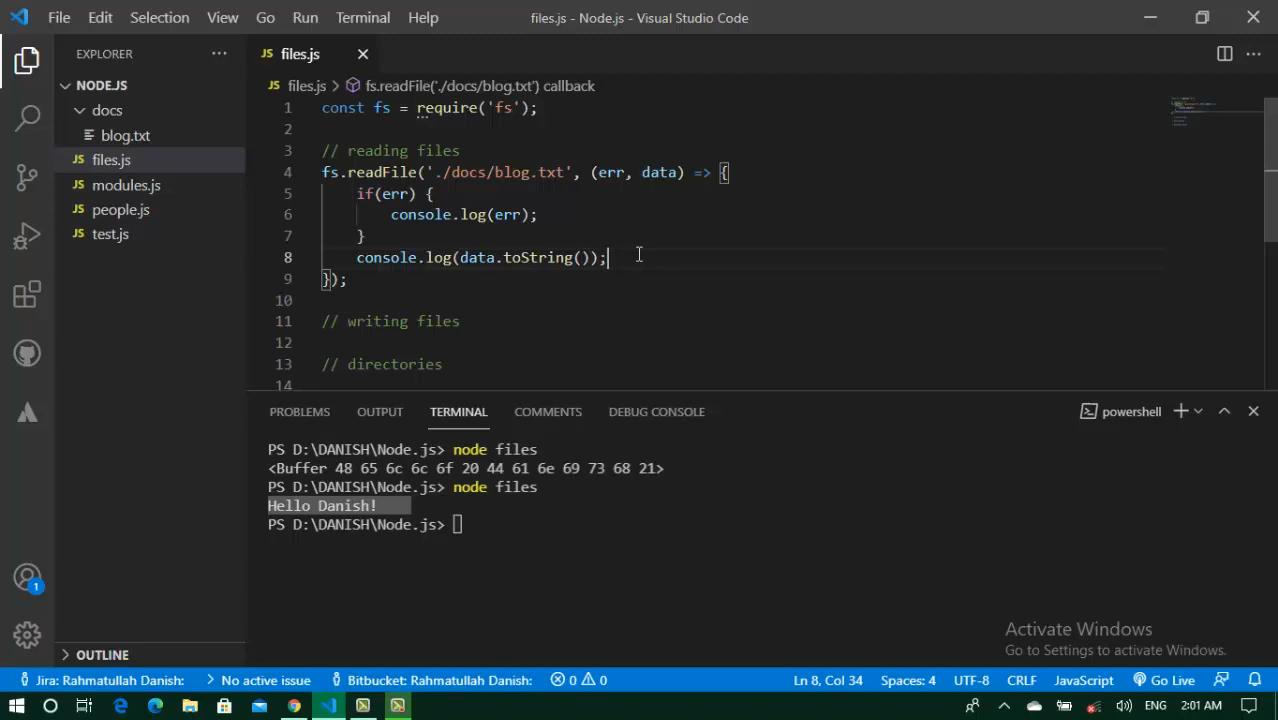 File Edit Selection View Go Run Terminal Help files.js - Node.js - Visual Studio Code
EXPLORER ···
JS files.js
NODE.JS
JS files.js > fs.readFile('./docs/blog.txt') callback
docs
blog.txt
JS files.js
JS modules.js
JS people.js
JS test.js
1 const fs = require('fs');
2
3 // reading files
4 fs.readFile('./docs/blog.txt', (err, data) => {
5 if(err) {
6 console.log(err);
7 }
8 console.log(data.toString());
9 });
10
11 // writing files
12
13 // directories
14
PROBLEMS OUTPUT TERMINAL COMMENTS DEBUG CONSOLE powershell
PS D:\DANISH\Node.js> node files
<Buffer 48 65 6c 6c 6f 20 44 61 6e 69 73 68 21>
PS D:\DANISH\Node.js> node files
Hello Danish!
PS D:\DANISH\Node.js>
1
Activate Windows
Go to Settings to activate Windows.
OUTLINE
Jira: Rahmatullah Danish: No active issue Bitbucket: Rahmatullah Danish: 0 0 Ln 8, Col 34 Spaces: 4 UTF-8 CRLF JavaScript Go Live
ENG 2:01 AM